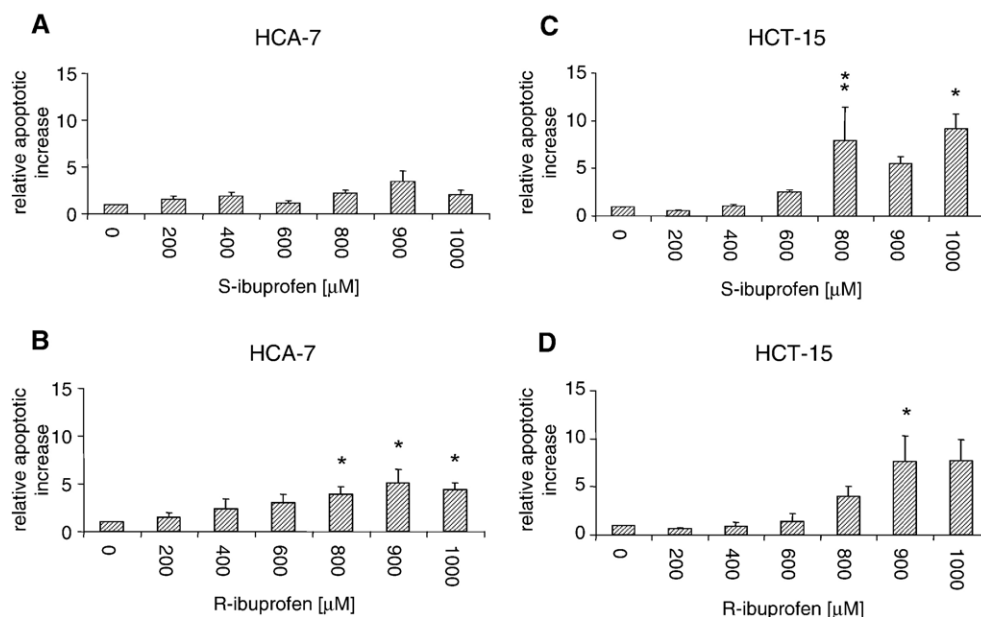 A
HCA-7
relative apoptotic
increase
15
10
5
0
0
200
400
600
800
900
1000
S-ibuprofen [µM]
C
HCT-15
relative apoptotic
increase
15
10
5
0
*
*
*
0
200
400
600
800
900
1000
S-ibuprofen [µM]
B
HCA-7
relative apoptotic
increase
15
10
5
0
*
*
*
0
200
400
600
800
900
1000
R-ibuprofen [µM]
D
HCT-15
relative apoptotic
increase
15
10
5
0
*
0
200
400
600
800
900
1000
R-ibuprofen [µM]